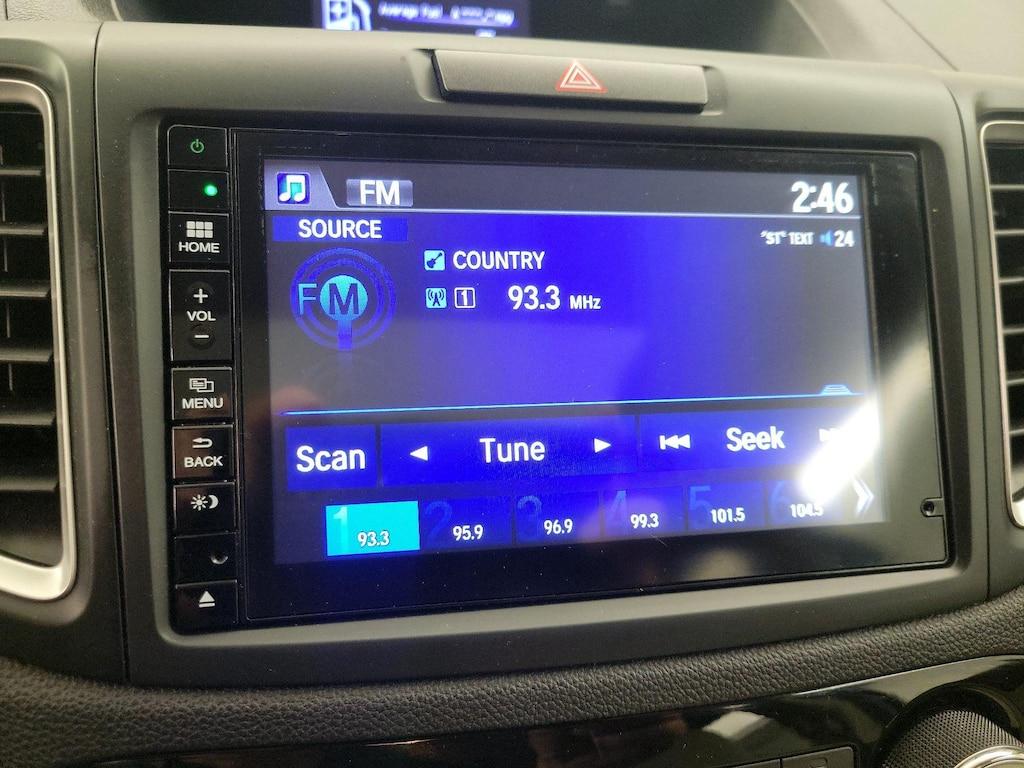 Average Fuel
FM
2:46
SOURCE
"ST" TEXT 24
FM
COUNTRY
1 93.3 MHz
HOME
+
VOL
−
MENU
BACK
Scan
Tune
Seek
1 2 3 4 5 6
93.3 95.9 96.9 99.3 101.5 104.5